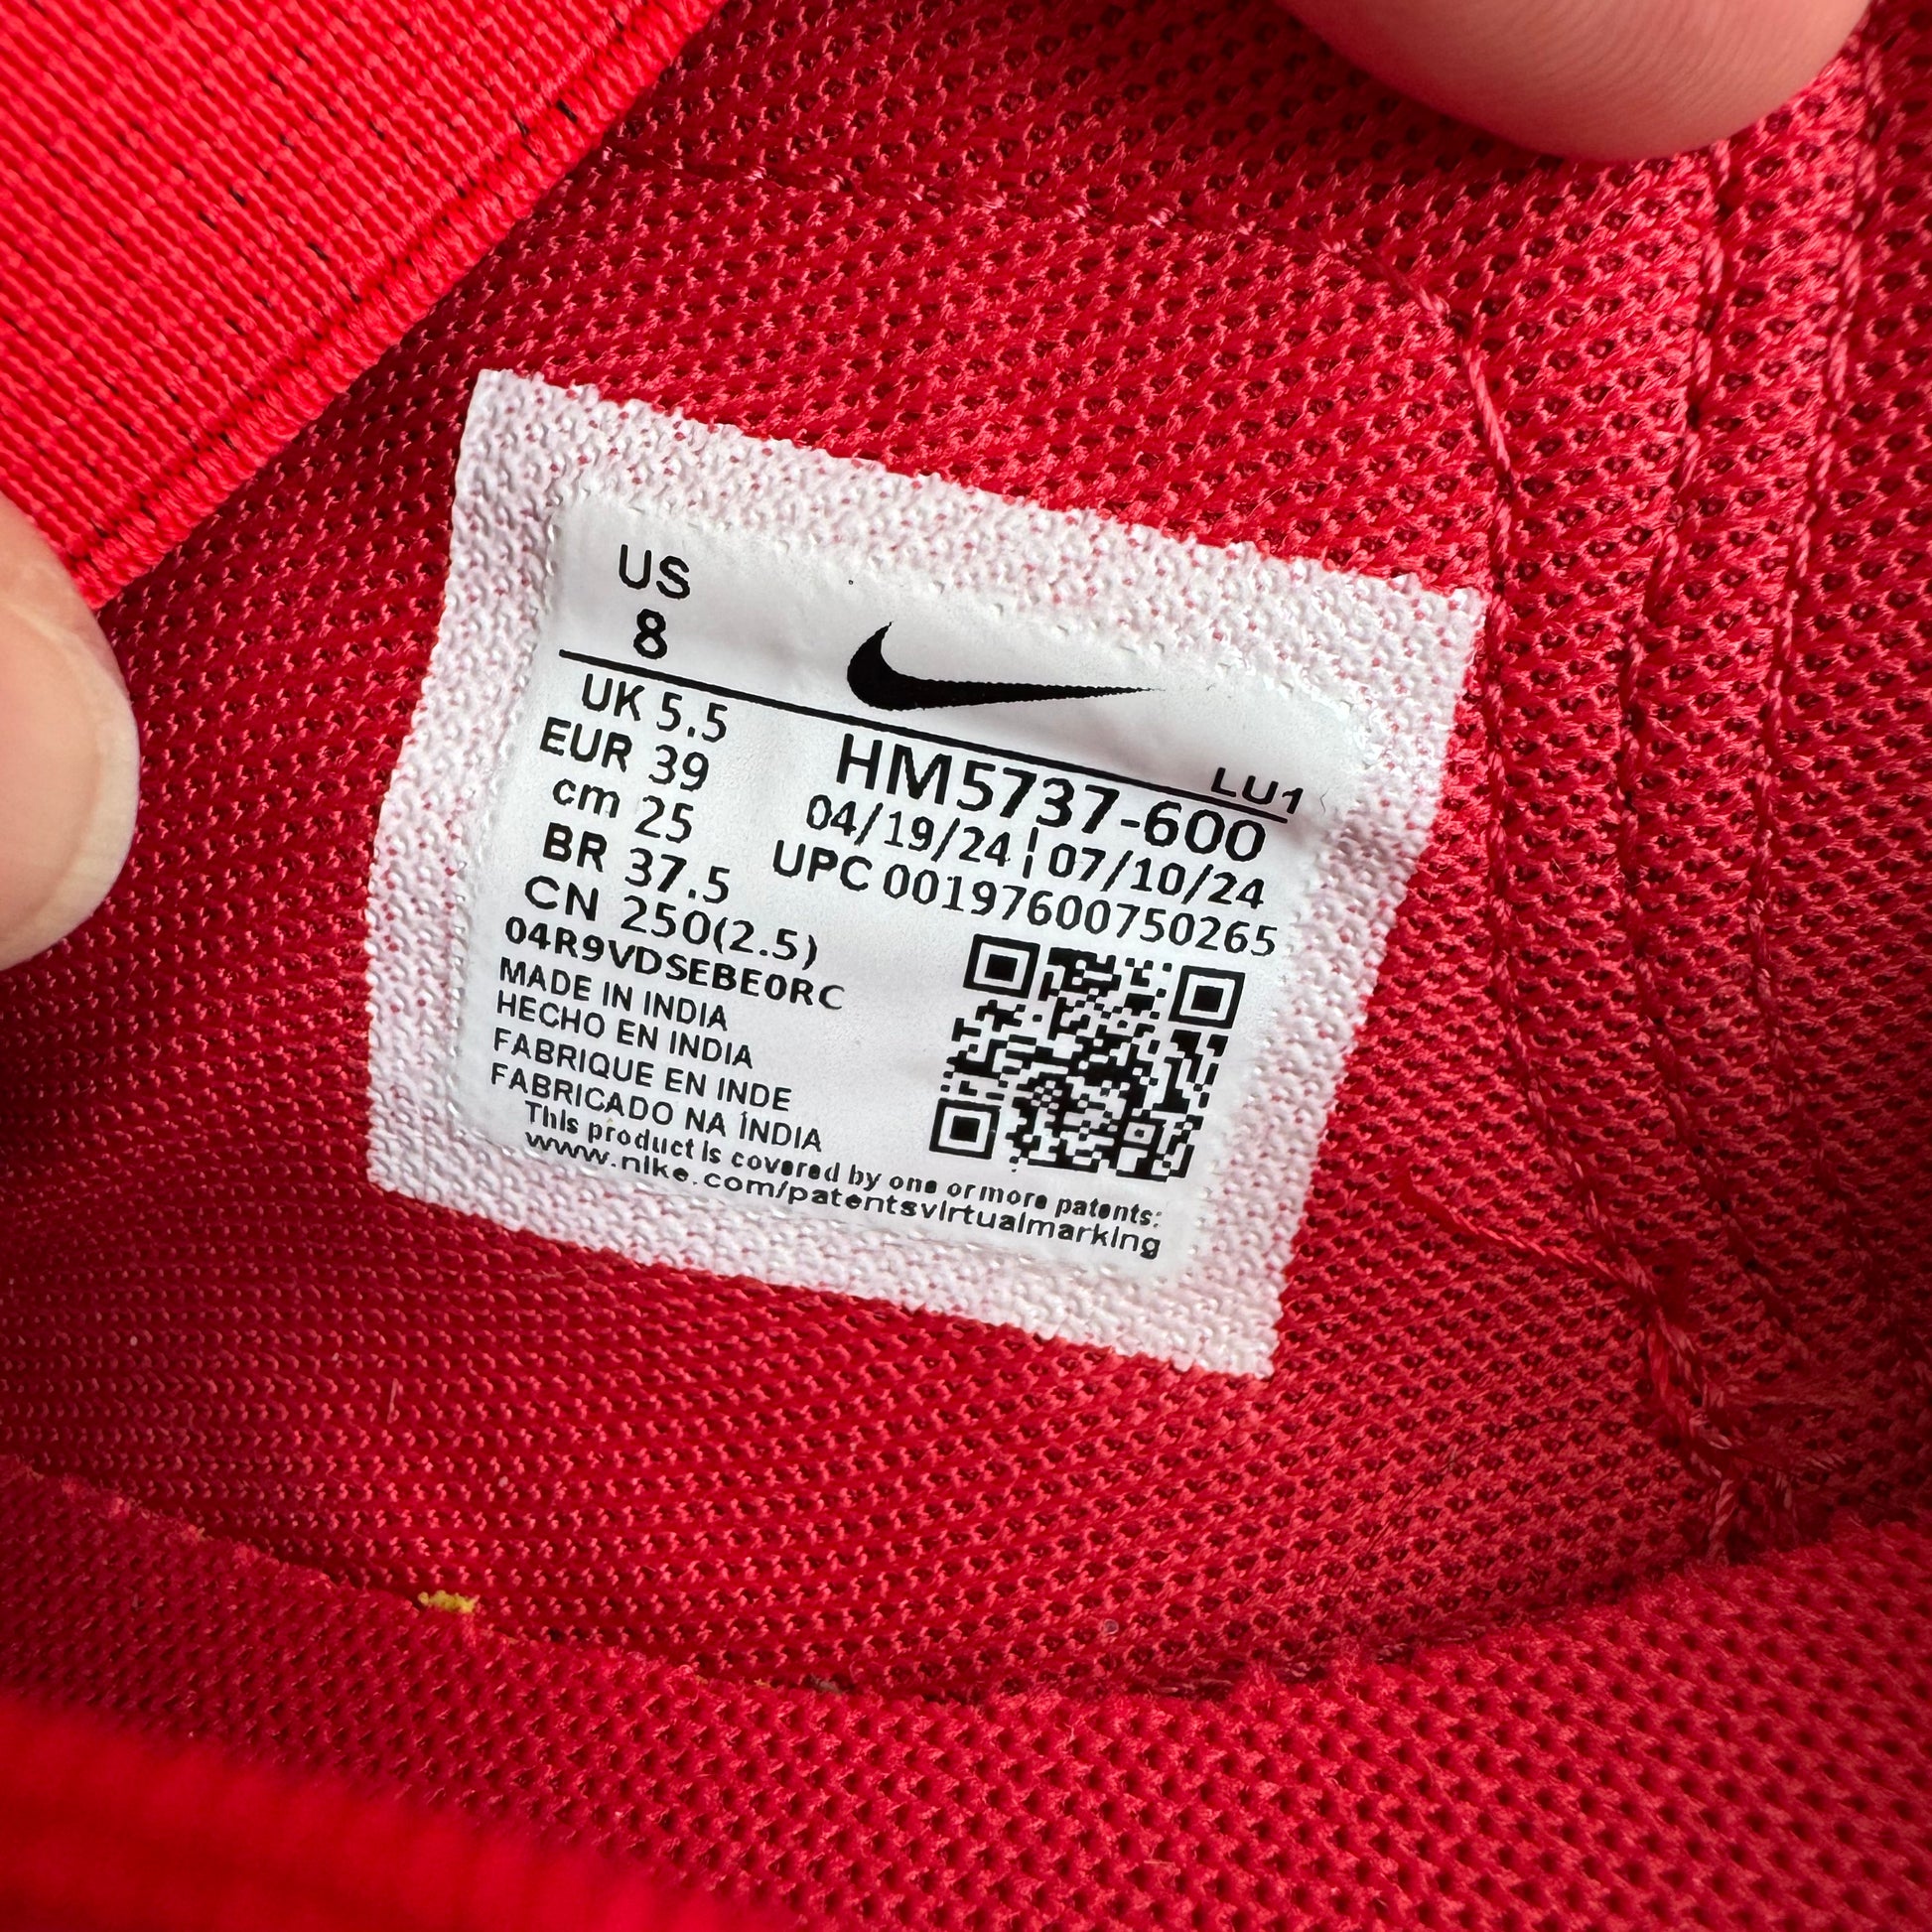 US
8
LU1
UK 5.5
EUR 39
cm 25
BR 37.5
CN 250(2.5)
HM5737-600
04/19/24¦07/10/24
UPC 00197600750265
04R9VDSEBE0RC
MADE IN INDIA
HECHO EN INDIA
FABRIQUE EN INDE
FABRICADO NA ÍNDIA
This product is covered by one or more patents:
www.nike.com/patentsvirtualmarking